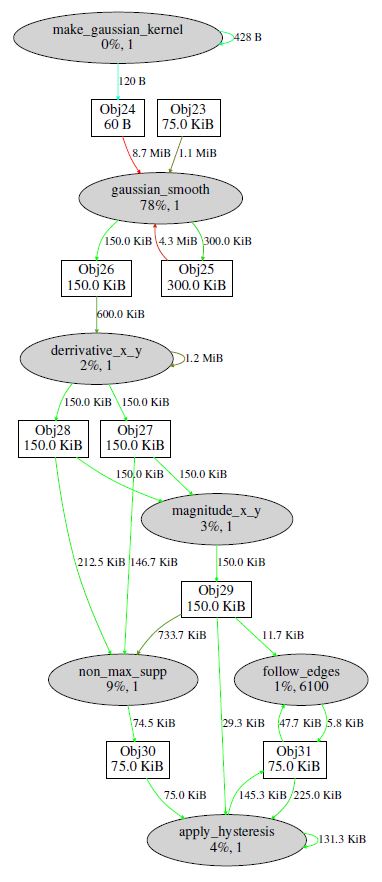 make_gaussian_kernel
0%, 1
428 B
120 B
Obj24
60 B
Obj23
75.0 KiB
8.7 MiB
1.1 MiB
gaussian_smooth
78%, 1
150.0 KiB
4.3 MiB
300.0 KiB
Obj26
150.0 KiB
Obj25
300.0 KiB
600.0 KiB
derrivative_x_y
2%, 1
1.2 MiB
150.0 KiB
150.0 KiB
Obj28
150.0 KiB
Obj27
150.0 KiB
150.0 KiB
150.0 KiB
magnitude_x_y
3%, 1
212.5 KiB
146.7 KiB
150.0 KiB
Obj29
150.0 KiB
733.7 KiB
11.7 KiB
non_max_supp
9%, 1
follow_edges
1%, 6100
74.5 KiB
29.3 KiB
47.7 KiB
5.8 KiB
Obj30
75.0 KiB
Obj31
75.0 KiB
75.0 KiB
145.3 KiB
225.0 KiB
apply_hysteresis
4%, 1
131.3 KiB